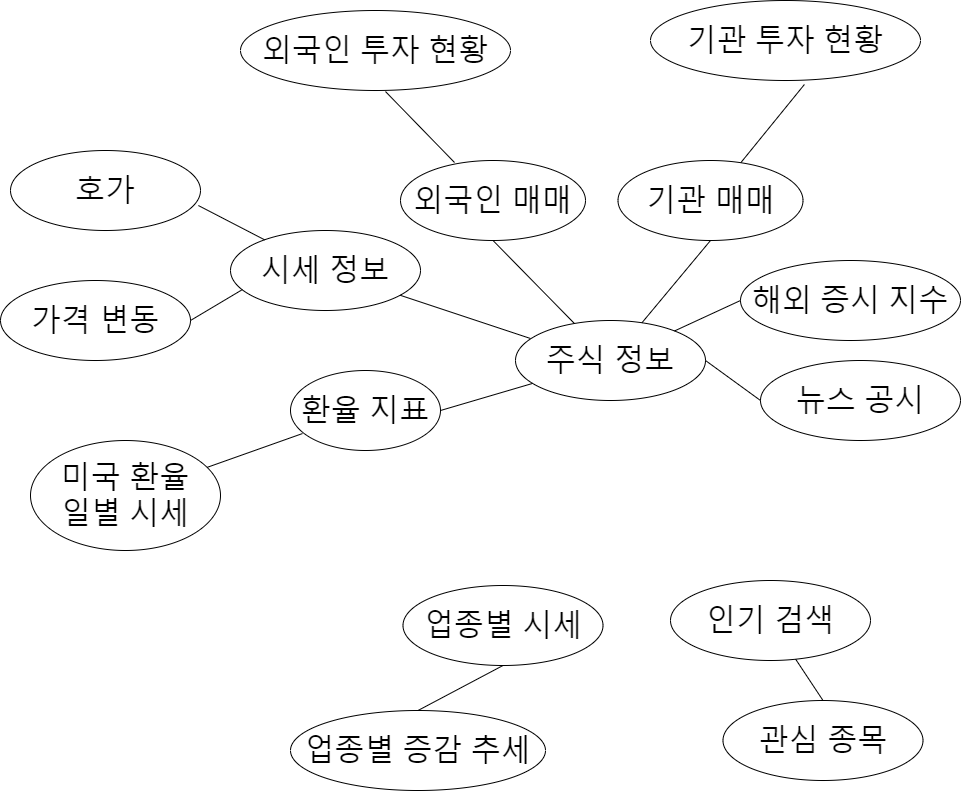 외국인 투자 현황
기관 투자 현황
호가
외국인 매매
기관 매매
시세 정보
가격 변동
해외 증시 지수
주식 정보
뉴스 공시
환율 지표
미국 환율
일별 시세
업종별 시세
인기 검색
업종별 증감 추세
관심 종목